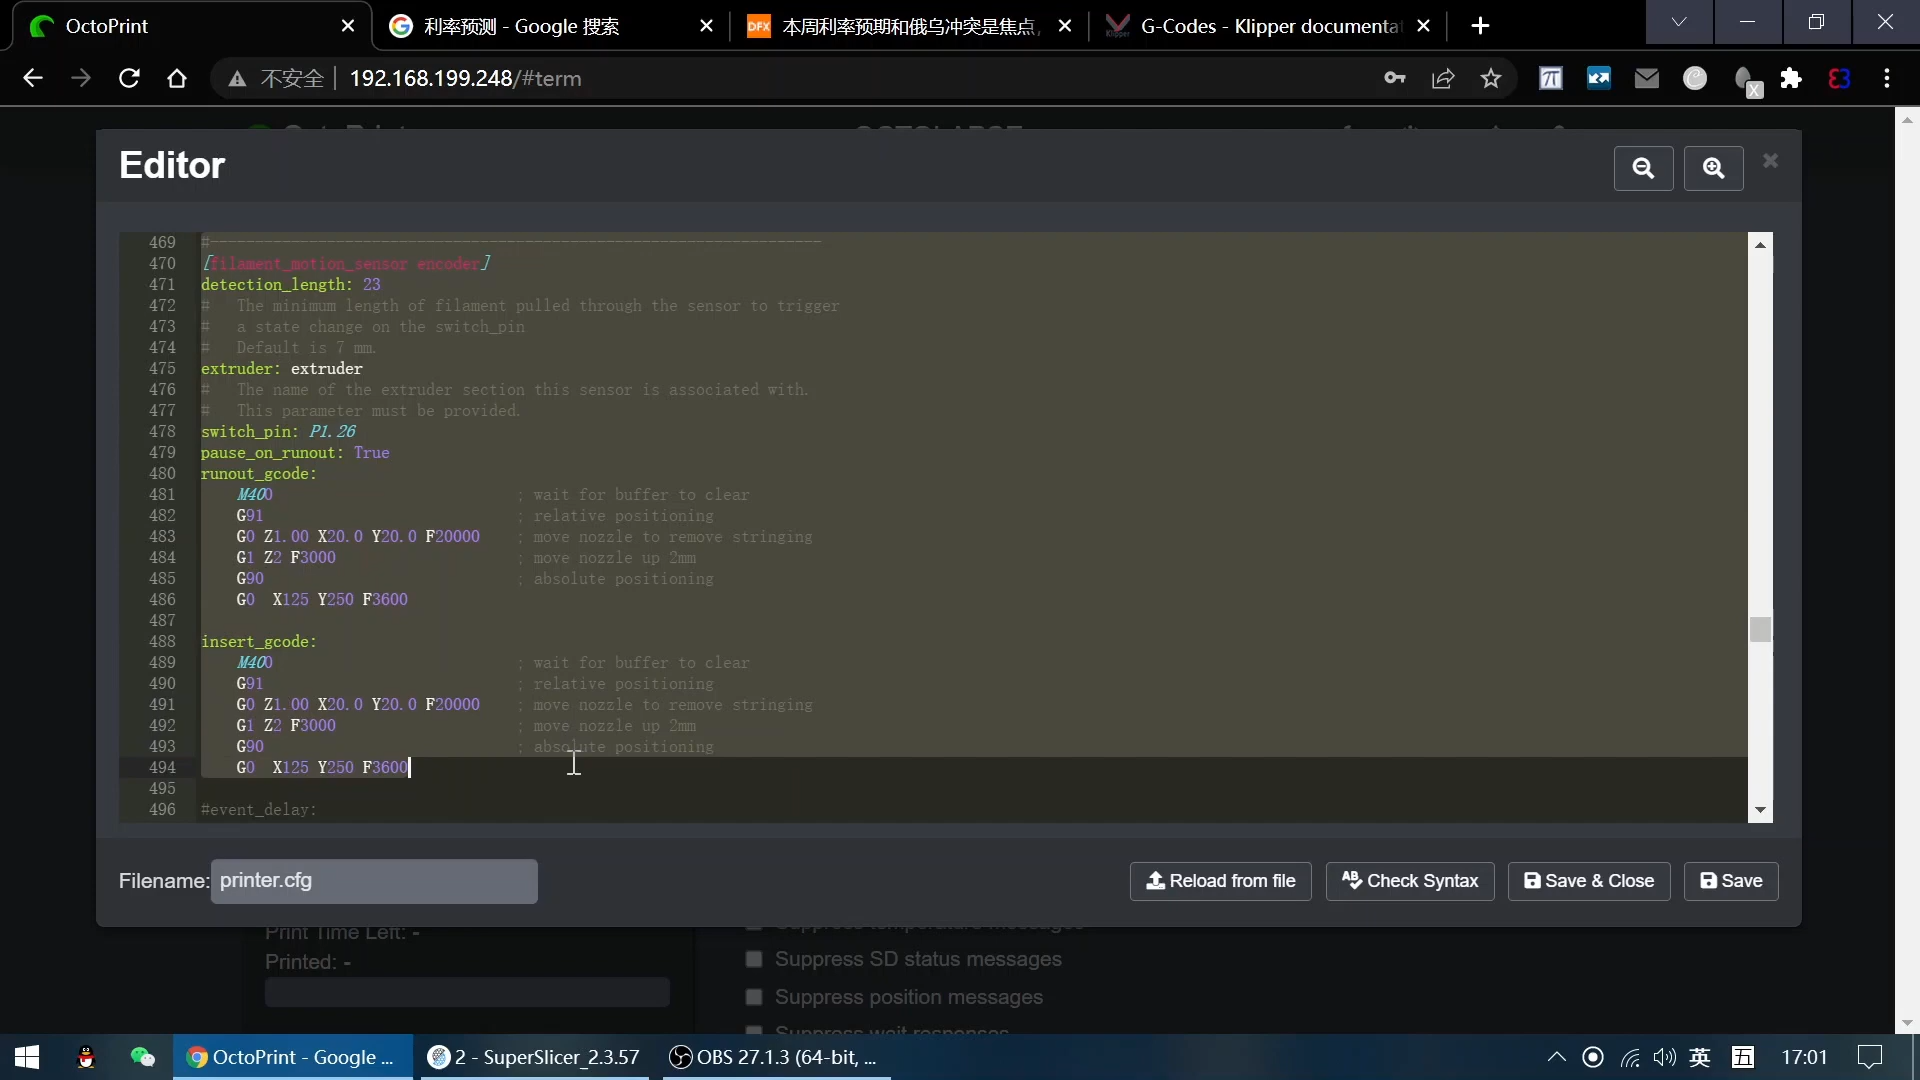 OctoPrint
利率预测 - Google 搜索
DFX
本周利率预期和俄乌冲突是焦点,
G-Codes - Klipper documentat
不安全
192.168.199.248/#term
Editor
469 #--------------------------------------------------------------------
470 [filament_motion_sensor encoder]
471 detection_length: 23
472 #   The minimum length of filament pulled through the sensor to trigger
473 #   a state change on the switch_pin
474 #   Default is 7 mm.
475 extruder: extruder
476 #   The name of the extruder section this sensor is associated with.
477 #   This parameter must be provided.
478 switch_pin: P1.26
479 pause_on_runout: True
480 runout_gcode:
481     M400                           ; wait for buffer to clear
482     G91                            ; relative positioning
483     G0 Z1.00 X20.0 Y20.0 F20000    ; move nozzle to remove stringing
484     G1 Z2 F3000                    ; move nozzle up 2mm
485     G90                            ; absolute positioning
486     G0  X125 Y250 F3600
487
488 insert_gcode:
489     M400                           ; wait for buffer to clear
490     G91                            ; relative positioning
491     G0 Z1.00 X20.0 Y20.0 F20000    ; move nozzle to remove stringing
492     G1 Z2 F3000                    ; move nozzle up 2mm
493     G90                            ; absolute positioning
494     G0  X125 Y250 F3600
495
496 #event_delay:
Filename: printer.cfg
Reload from file
Check Syntax
Save & Close
Save
Print Time Left: -
Printed: -
Suppress temperature messages
Suppress SD status messages
Suppress position messages
Suppress wait responses
OctoPrint - Google ...
2 - SuperSlicer_2.3.57
OBS 27.1.3 (64-bit, ...
英
五
17:01